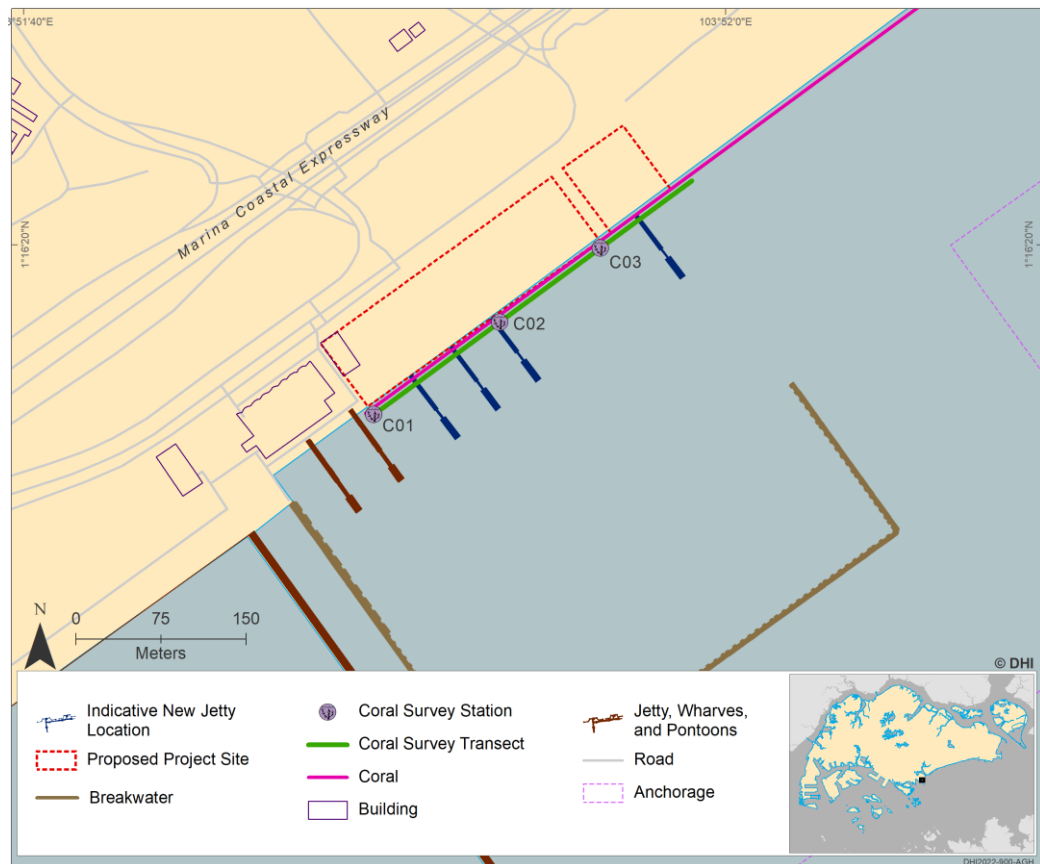 3°51'40"E
103°52'0"E
1°16'20"N
1°16'20"N
Marina Coastal Expressway
C03
C02
C01
N
0 75 150
Meters
© DHI
Indicative New Jetty
Location
Proposed Project Site
Breakwater
Coral Survey Station
Coral Survey Transect
Coral
Building
Jetty, Wharves,
and Pontoons
Road
Anchorage
DHI2022-900-AGH